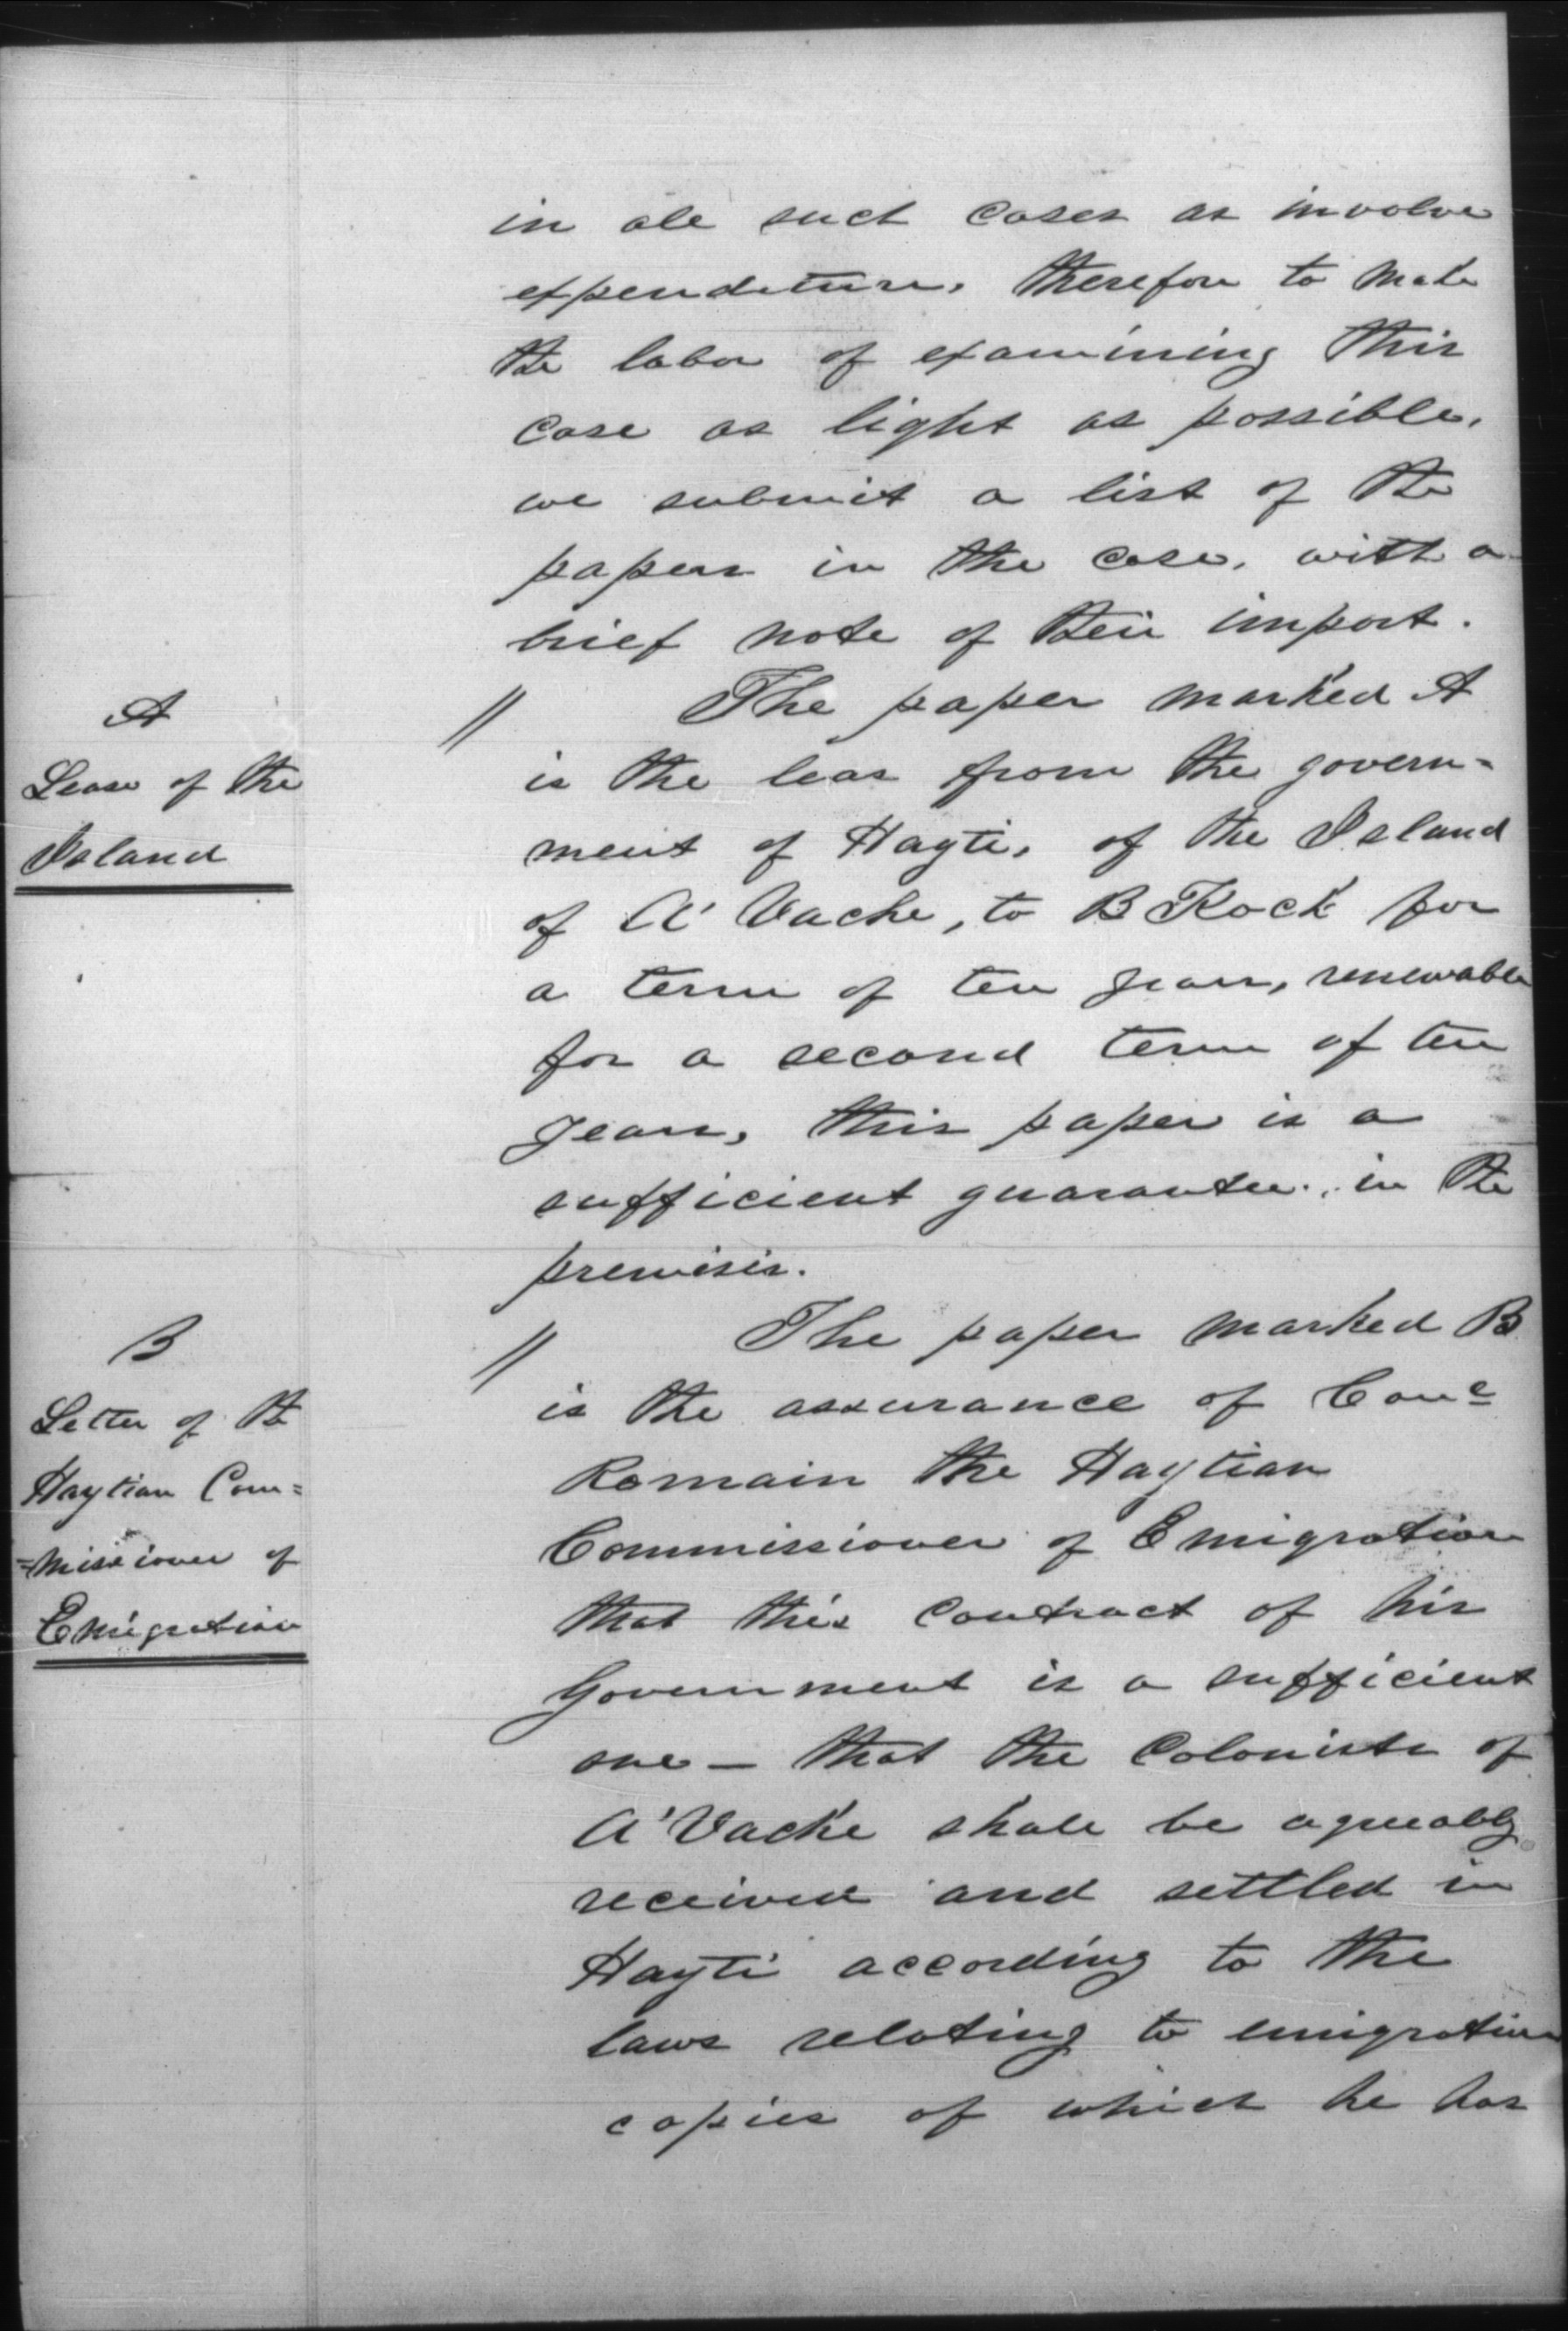 in all such cases as involve
expenditure, therefore to make
the labor of examining this
case as light as possible,
we submit a list of the
papers in the case, with a
brief note of their import.
A
Lease of the
Island
// The paper marked A
is the leas from the govern-
ment of Hayti, of the Island
of A'Vache, to B Kock for
a term of ten years, renewable
for a second term of ten
years, this paper is a
sufficient guarantee, in the
premisis.
B
Letter of the
Haytian Com=
=missioner of
Emigration
// The paper marked B
is the assurance of
Romain the Haytian
Commissioner of Emigration
that this contract of his
Government is a sufficient
one — that the Colonists of
A'Vache shall be agreeably
received and settled in
Hayti according to the
laws relating to emigration
copies of which he has